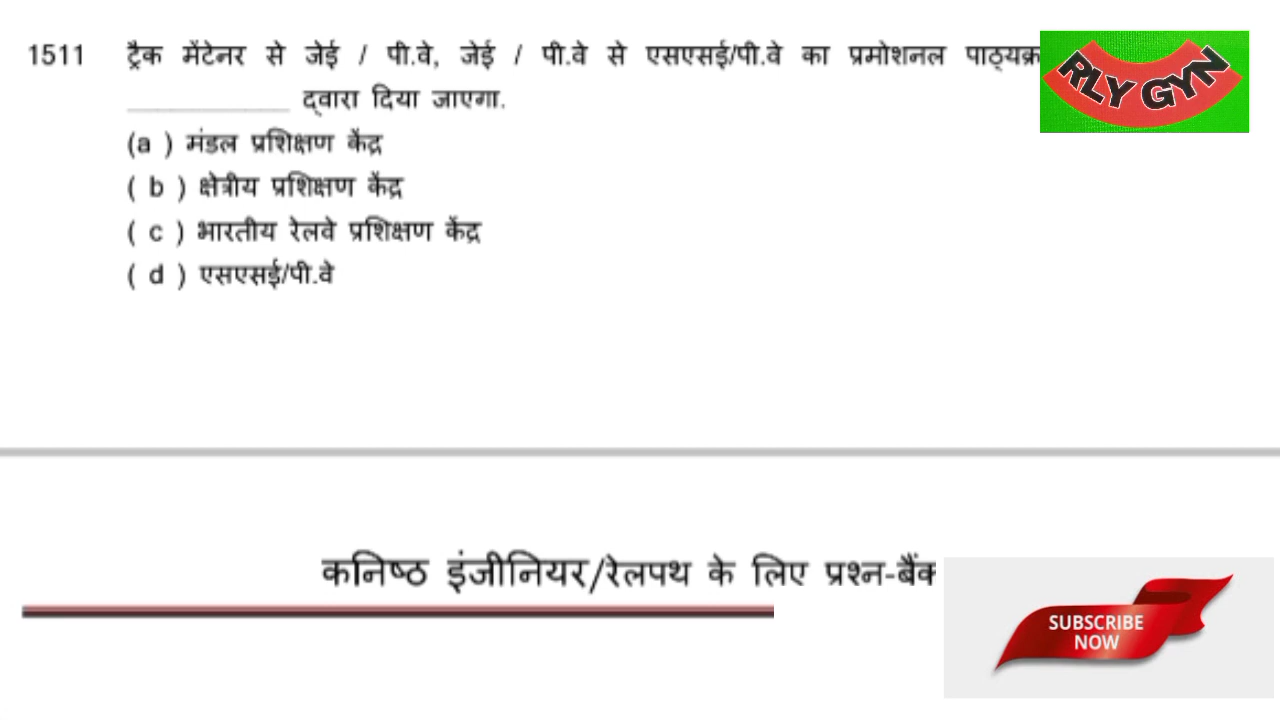 1511 ट्रैक मेंटेनर से जेई / पी.वे, जेई / पी.वे से एसएसई/पी.वे का प्रमोशनल पाठ्यक्र
RLY GYN
____________ द्वारा दिया जाएगा.
(a ) मंडल प्रशिक्षण केंद्र
( b ) क्षेत्रीय प्रशिक्षण केंद्र
( c ) भारतीय रेलवे प्रशिक्षण केंद्र
( d ) एसएसई/पी.वे
कनिष्ठ इंजीनियर/रेलपथ के लिए प्रश्न-बैंक
SUBSCRIBE
NOW